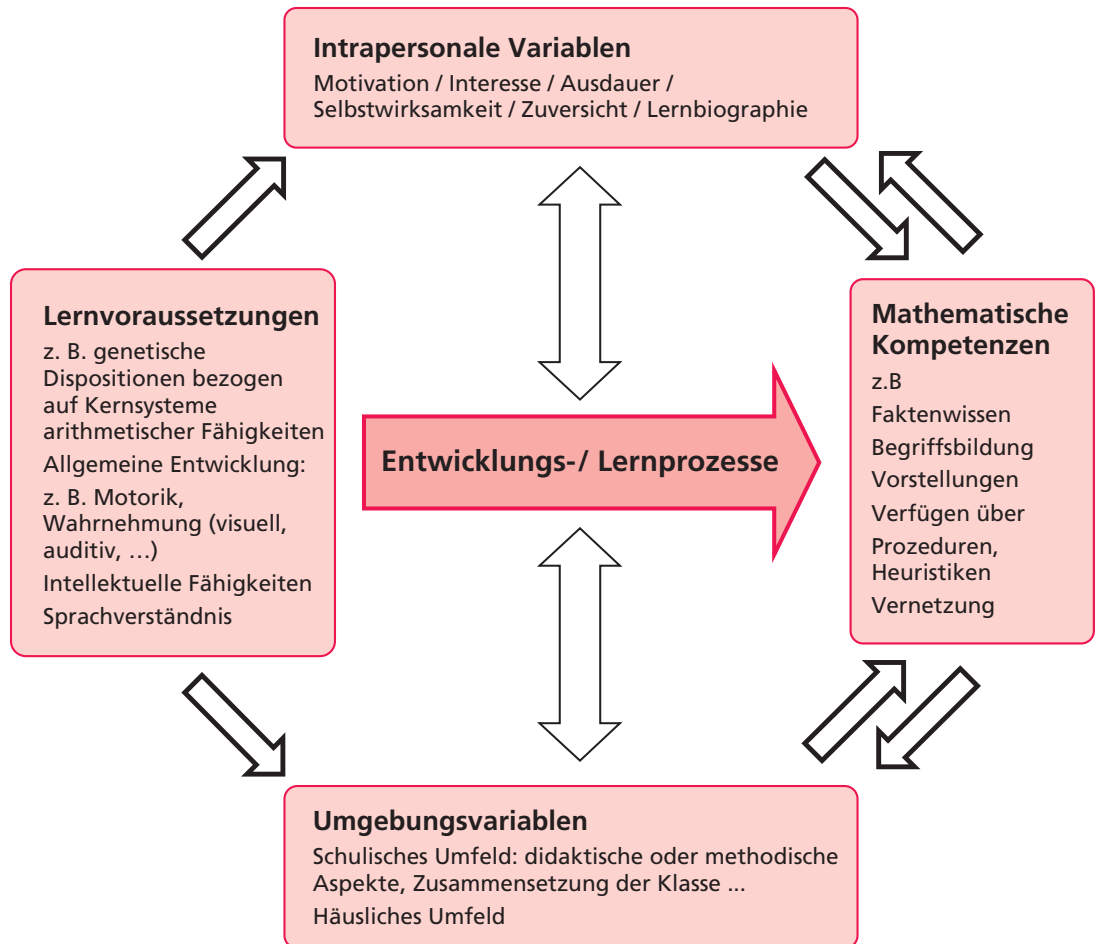 Intrapersonale Variablen
Motivation / Interesse / Ausdauer /
Selbstwirksamkeit / Zuversicht / Lernbiographie
Lernvoraussetzungen
z. B. genetische
Dispositionen bezogen
auf Kernsysteme
arithmetischer Fähigkeiten
Allgemeine Entwicklung:
z. B. Motorik,
Wahrnehmung (visuell,
auditiv, …)
Intellektuelle Fähigkeiten
Sprachverständnis
Entwicklungs- / Lernprozesse
Mathematische
Kompetenzen
z.B
Faktenwissen
Begriffsbildung
Vorstellungen
Verfügen über
Prozeduren,
Heuristiken
Vernetzung
Umgebungsvariablen
Schulisches Umfeld: didaktische oder methodische
Aspekte, Zusammensetzung der Klasse ...
Häusliches Umfeld